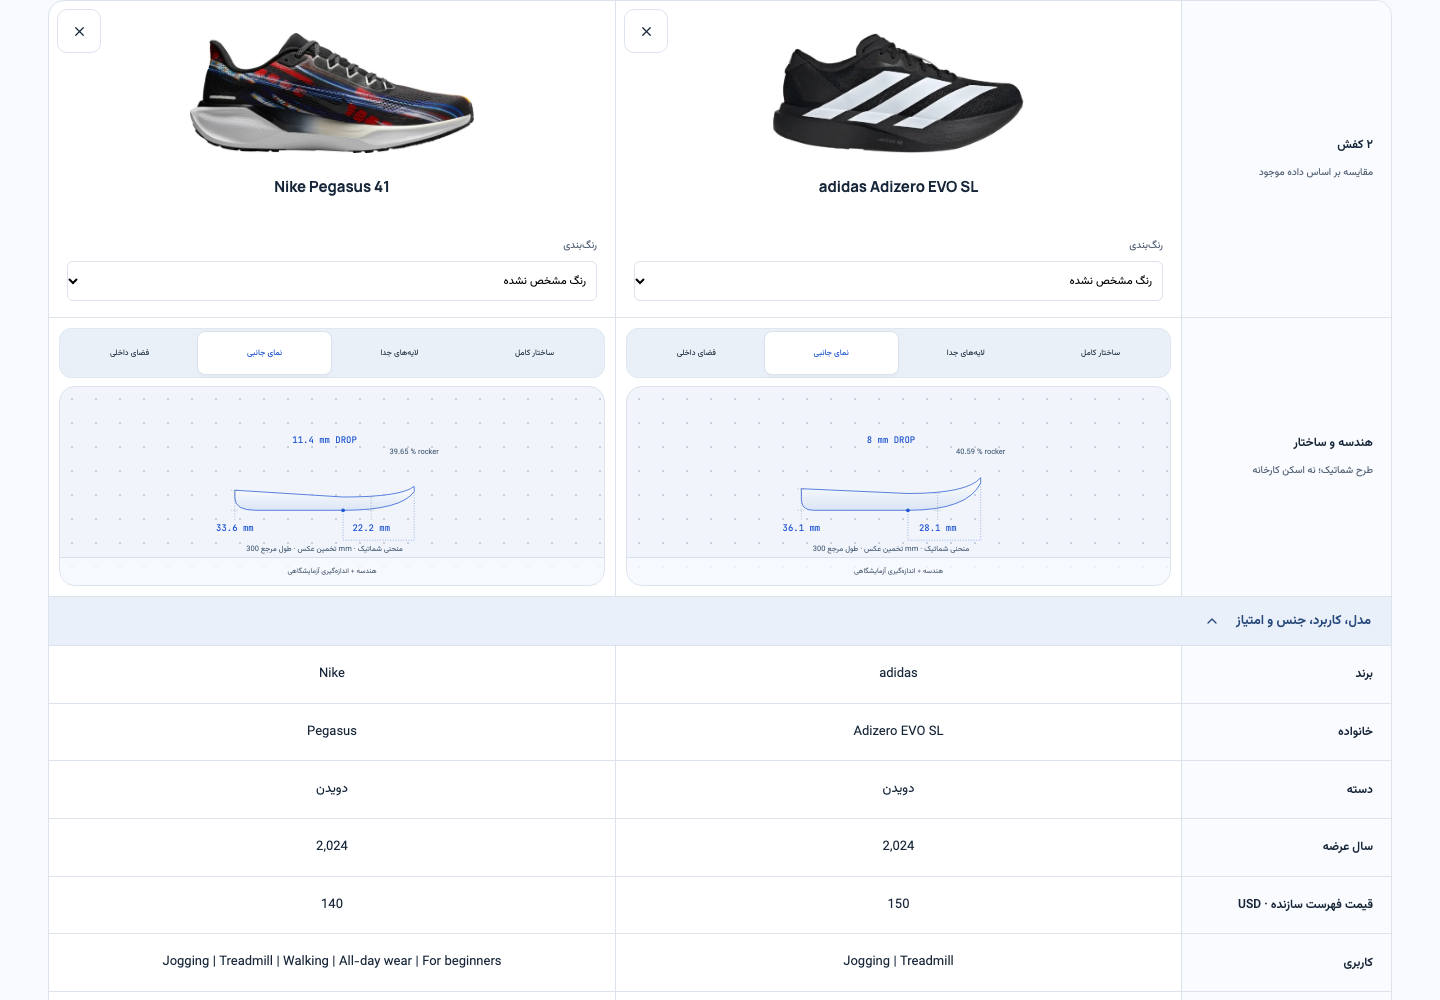 ۲ کفش
مقایسه بر اساس داده موجود
adidas Adizero EVO SL
رنگ‌بندی
رنگ مشخص نشده
Nike Pegasus 41
رنگ‌بندی
رنگ مشخص نشده
هندسه و ساختار
طرح شماتیک؛ نه اسکن کارخانه
ساختار کامل
لایه‌های جدا
نمای جانبی
فضای داخلی
8 mm DROP
40.59 % rocker
36.1 mm
28.1 mm
منحنی شماتیک · تخمین عکس mm طول مرجع 300
هندسه + اندازه‌گیری آزمایشگاهی
ساختار کامل
لایه‌های جدا
نمای جانبی
فضای داخلی
11.4 mm DROP
39.65 % rocker
33.6 mm
22.2 mm
منحنی شماتیک · تخمین عکس mm طول مرجع 300
هندسه + اندازه‌گیری آزمایشگاهی
مدل، کاربرد، جنس و امتیاز
برند adidas Nike
خانواده Adizero EVO SL Pegasus
دسته دویدن دویدن
سال عرضه 2,024 2,024
قیمت فهرست سازنده · USD 150 140
کاربری Jogging | Treadmill Jogging | Treadmill | Walking | All-day wear | For beginners